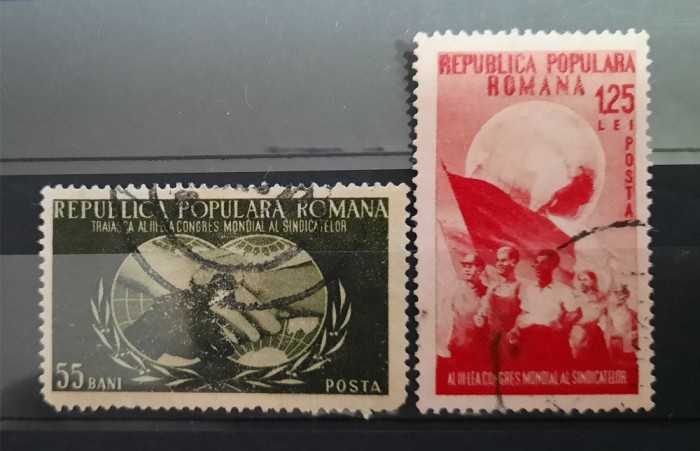 REPUBLICA POPULARA ROMANA
TRAIASCA AL III LEA CONGRES MONDIAL AL SINDICATELOR
55 BANI
POSTA
REPUBLICA POPULARA
ROMANA
1,25
LEI POSTA
AL III-LEA CONGRES MONDIAL AL SINDICATELOR